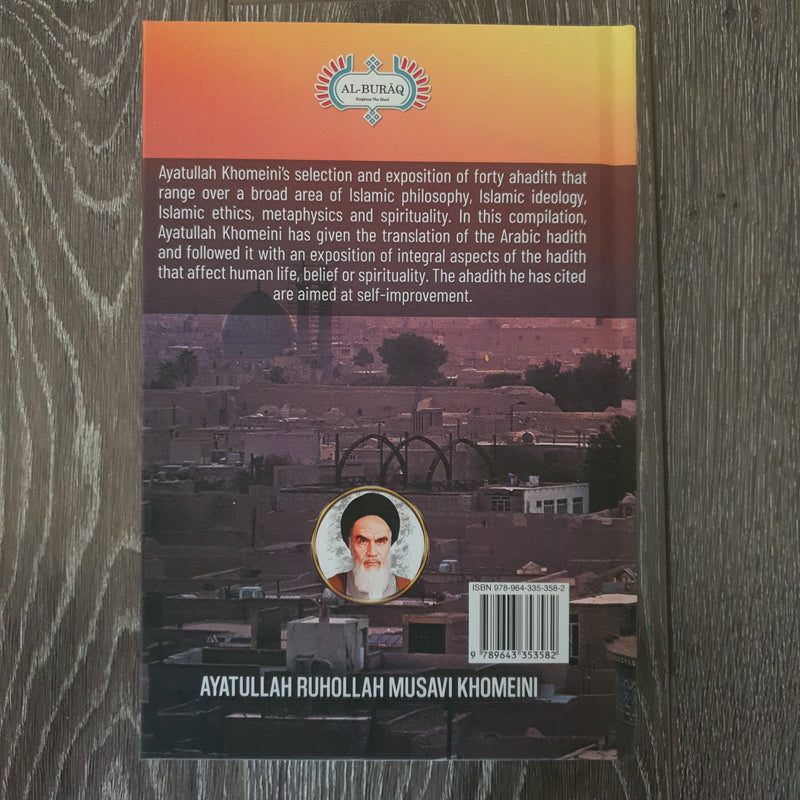 AL-BURĀQ
Ayatullah Khomeini's selection and exposition of forty ahadith that
range over a broad area of Islamic philosophy, Islamic ideology,
Islamic ethics, metaphysics and spirituality. In this compilation,
Ayatullah Khomeini has given the translation of the Arabic hadith
and followed it with an exposition of integral aspects of the hadith
that affect human life, belief or spirituality. The ahadith he has cited
are aimed at self-improvement.
ISBN 978-964-335-358-2
9 789643 353582
AYATULLAH RUHOLLAH MUSAVI KHOMEINI